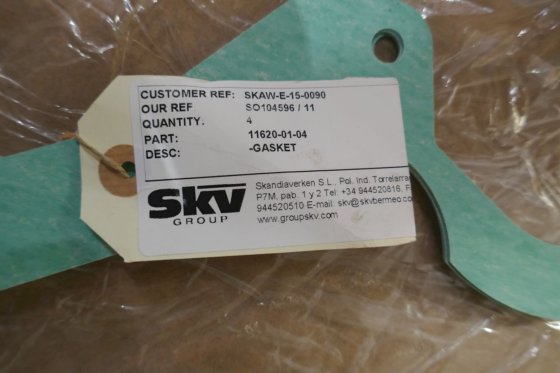 CUSTOMER REF: SKAW-E-15-0090
OUR REF SO104596 / 11
QUANTITY. 4
PART: 11620-01-04
DESC: -GASKET
SKV
GROUP
Skandiaverken S.L., Pol. Ind. Torrelarra
P7M, pab. 1 y 2 Tel: +34 944520816, F
944520510 E-mail: skv@skvbermeo.co
www.groupskv.com